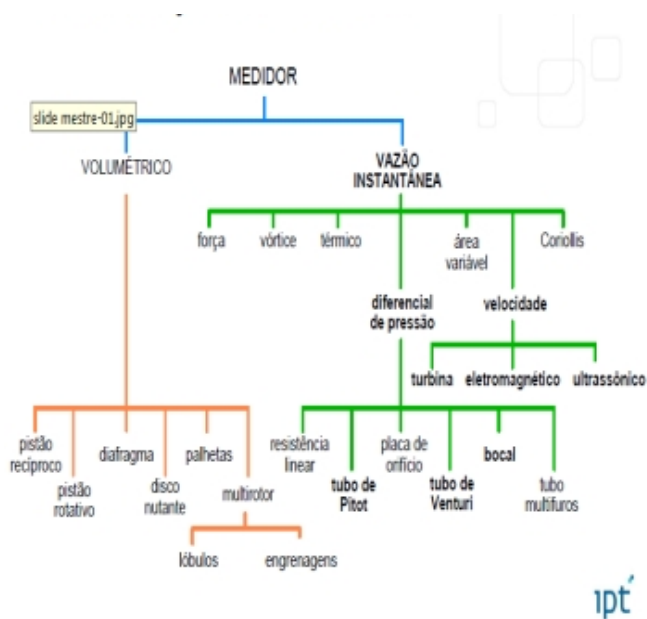 MEDIDOR
slide mestre-01.jpg
VOLUMÉTRICO
VAZÃO
INSTANTÂNEA
força
vórtice
térmico
área
variável
Coriollis
diferencial
de pressão
velocidade
turbina
eletromagnético
ultrassónico
pistão
recíproco
pistão
rotativo
diafragma
disco
nutante
palhetas
multirotor
resistência
linear
tubo de
Pitot
placa de
orifício
tubo de
Venturi
bocal
tubo
multifuros
lóbulos
engrenagens
ipt